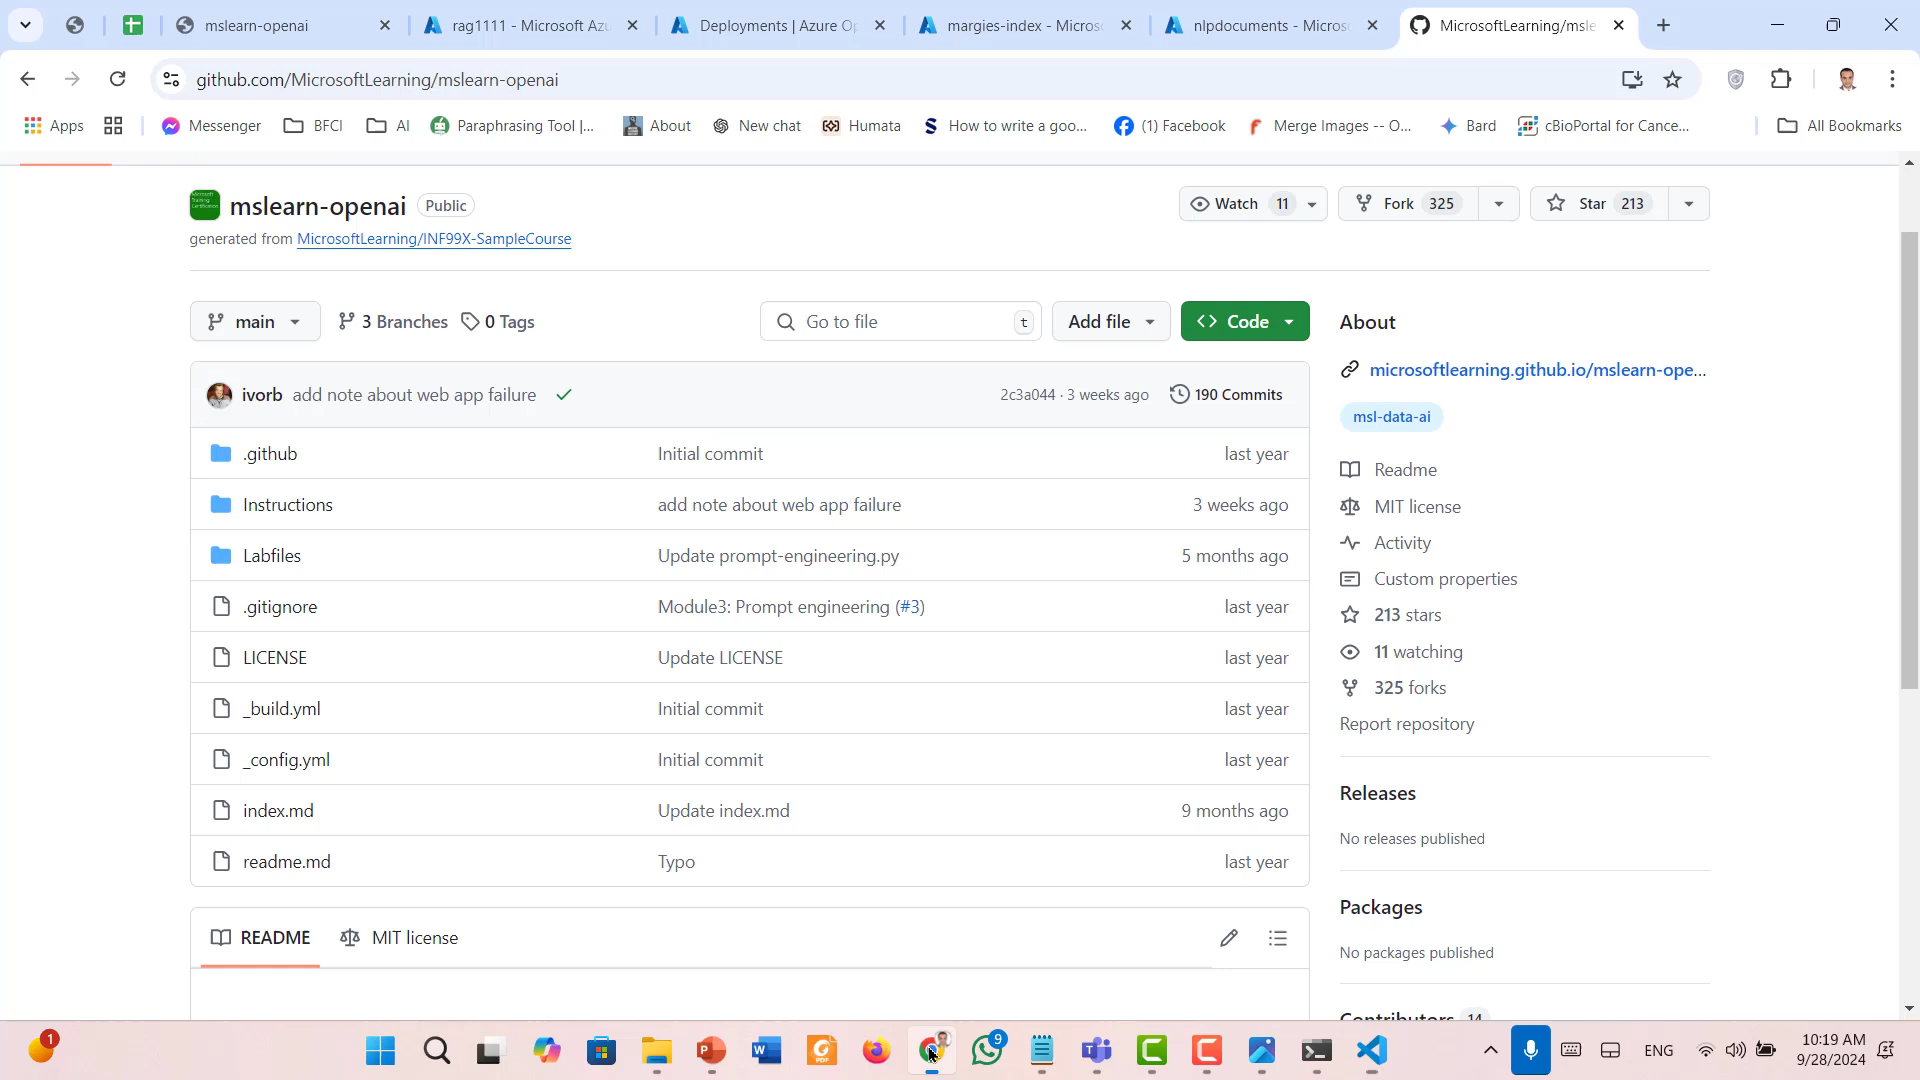 mslearn-openai
rag1111 - Microsoft Azu
Deployments | Azure Op
margies-index - Microso
nlpdocuments - Microso
MicrosoftLearning/msle
github.com/MicrosoftLearning/mslearn-openai
Apps
Messenger
BFCI
AI
Paraphrasing Tool |...
About
New chat
Humata
How to write a goo...
(1) Facebook
Merge Images -- O...
Bard
cBioPortal for Cance...
All Bookmarks
mslearn-openai
Public
Watch 11
Fork 325
Star 213
generated from MicrosoftLearning/INF99X-SampleCourse
main
3 Branches
0 Tags
Go to file
t
Add file
Code
About
microsoftlearning.github.io/mslearn-ope...
ivorb add note about web app failure
2c3a044 · 3 weeks ago
190 Commits
msl-data-ai
.github
Initial commit
last year
Readme
Instructions
add note about web app failure
3 weeks ago
MIT license
Labfiles
Update prompt-engineering.py
5 months ago
Activity
Custom properties
.gitignore
Module3: Prompt engineering (#3)
last year
213 stars
LICENSE
Update LICENSE
last year
11 watching
325 forks
_build.yml
Initial commit
last year
Report repository
_config.yml
Initial commit
last year
Releases
index.md
Update index.md
9 months ago
No releases published
readme.md
Typo
last year
Packages
README
MIT license
No packages published
Contributors 14
1
9
ENG
10:19 AM
9/28/2024